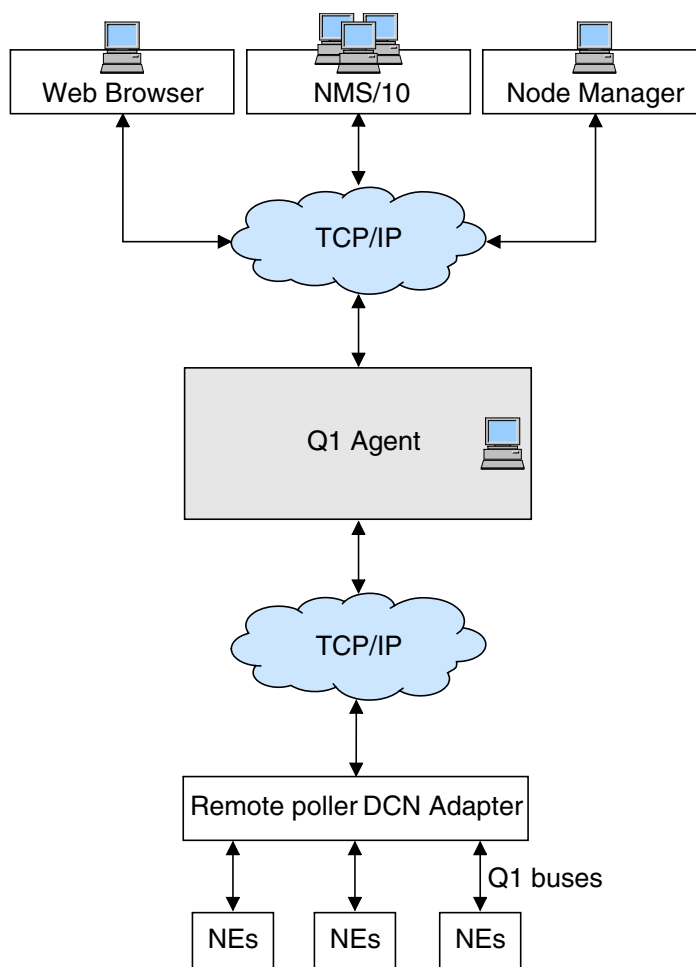 Web Browser
NMS/10
Node Manager
TCP/IP
Q1 Agent
TCP/IP
Remote poller DCN Adapter
Q1 buses
NEs
NEs
NEs